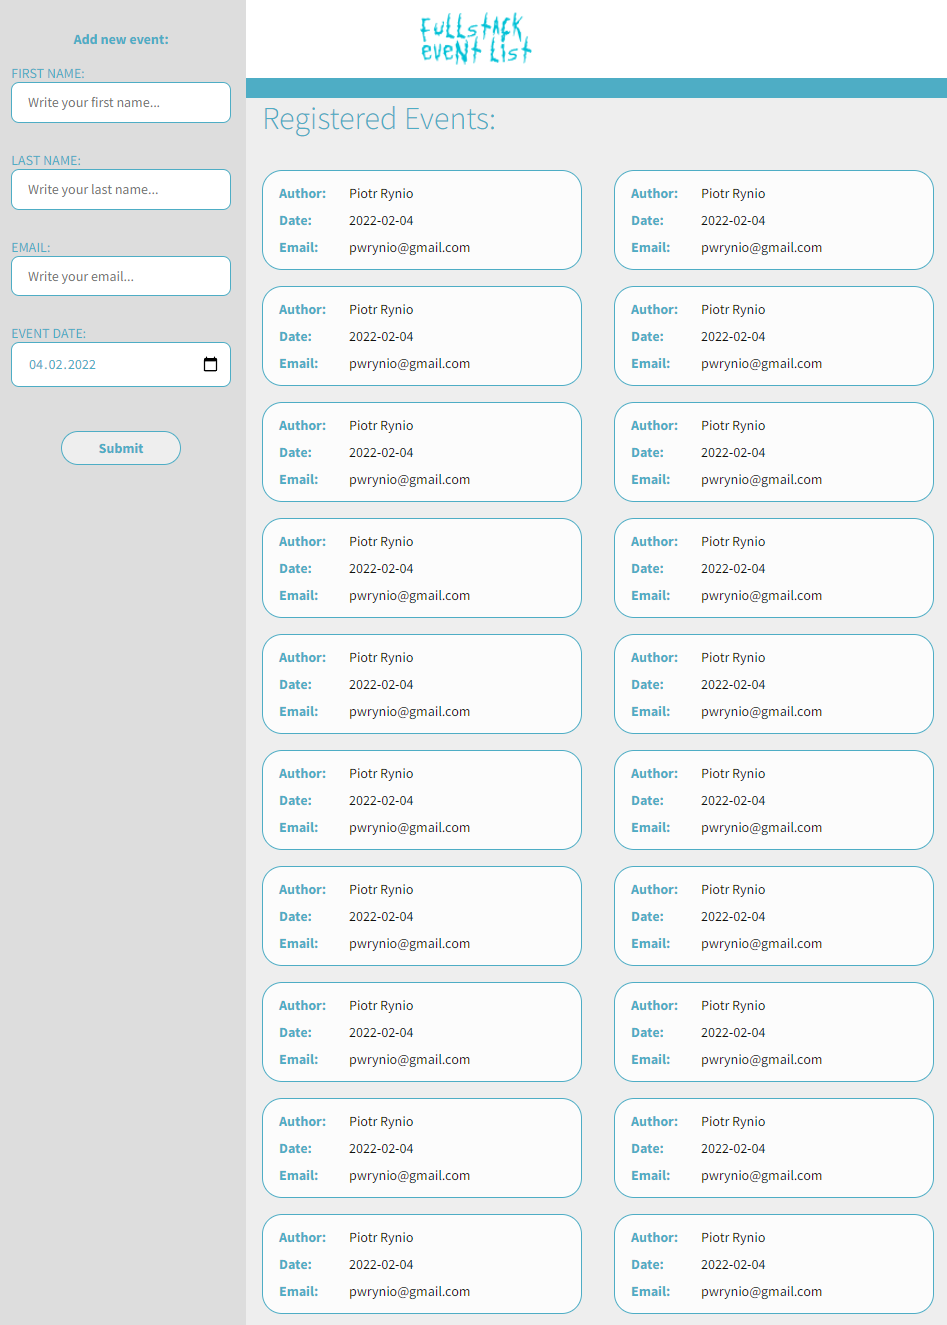 Add new event:
FIRST NAME:
Write your first name...
LAST NAME:
Write your last name...
EMAIL:
Write your email...
EVENT DATE:
04.02.2022
Submit
FullstAck
eveNt List
Registered Events:
Author: Piotr Rynio
Date: 2022-02-04
Email: pwrynio@gmail.com
Author: Piotr Rynio
Date: 2022-02-04
Email: pwrynio@gmail.com
Author: Piotr Rynio
Date: 2022-02-04
Email: pwrynio@gmail.com
Author: Piotr Rynio
Date: 2022-02-04
Email: pwrynio@gmail.com
Author: Piotr Rynio
Date: 2022-02-04
Email: pwrynio@gmail.com
Author: Piotr Rynio
Date: 2022-02-04
Email: pwrynio@gmail.com
Author: Piotr Rynio
Date: 2022-02-04
Email: pwrynio@gmail.com
Author: Piotr Rynio
Date: 2022-02-04
Email: pwrynio@gmail.com
Author: Piotr Rynio
Date: 2022-02-04
Email: pwrynio@gmail.com
Author: Piotr Rynio
Date: 2022-02-04
Email: pwrynio@gmail.com
Author: Piotr Rynio
Date: 2022-02-04
Email: pwrynio@gmail.com
Author: Piotr Rynio
Date: 2022-02-04
Email: pwrynio@gmail.com
Author: Piotr Rynio
Date: 2022-02-04
Email: pwrynio@gmail.com
Author: Piotr Rynio
Date: 2022-02-04
Email: pwrynio@gmail.com
Author: Piotr Rynio
Date: 2022-02-04
Email: pwrynio@gmail.com
Author: Piotr Rynio
Date: 2022-02-04
Email: pwrynio@gmail.com
Author: Piotr Rynio
Date: 2022-02-04
Email: pwrynio@gmail.com
Author: Piotr Rynio
Date: 2022-02-04
Email: pwrynio@gmail.com
Author: Piotr Rynio
Date: 2022-02-04
Email: pwrynio@gmail.com
Author: Piotr Rynio
Date: 2022-02-04
Email: pwrynio@gmail.com